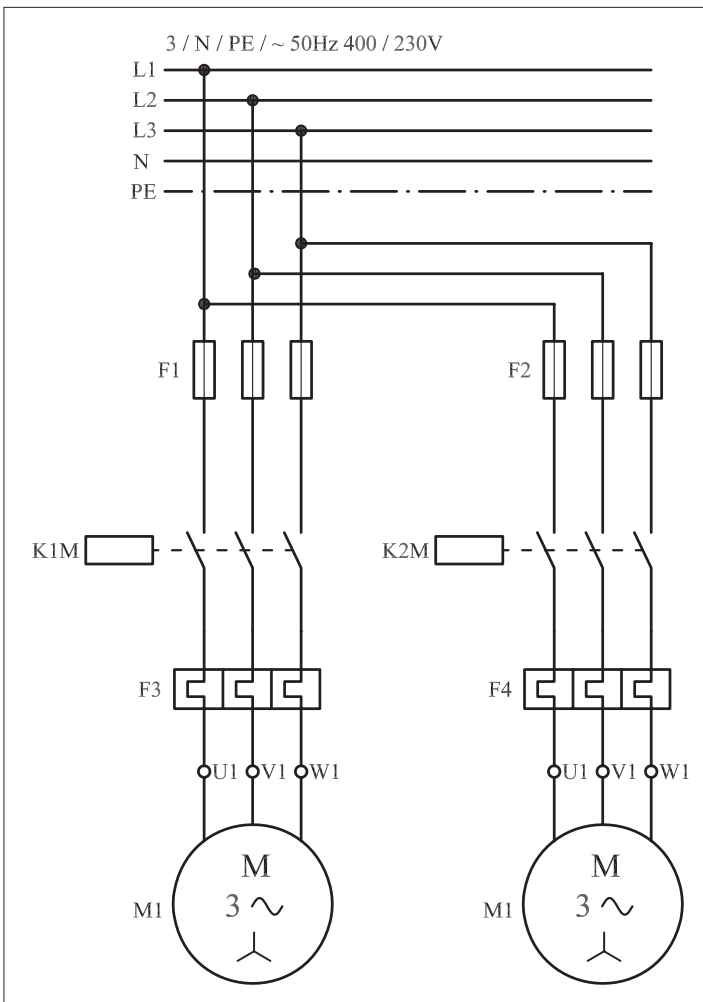 3 / N / PE / ~ 50Hz 400 / 230V
L1
L2
L3
N
PE
F1
F2
K1M
K2M
F3
F4
U1 V1 W1
U1 V1 W1
M
3
M1
M
3
M1